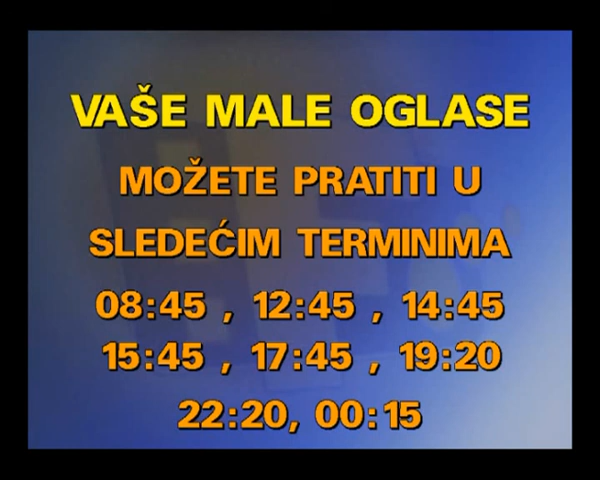 VAŠE MALE OGLASE
MOŽETE PRATITI U
SLEDEĆIM TERMINIMA
08:45 , 12:45 , 14:45
15:45 , 17:45 , 19:20
22:20, 00:15